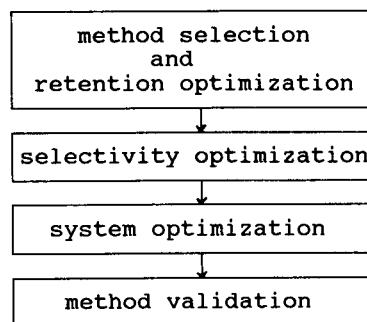 method selection
and
retention optimization
selectivity optimization
system optimization
method validation